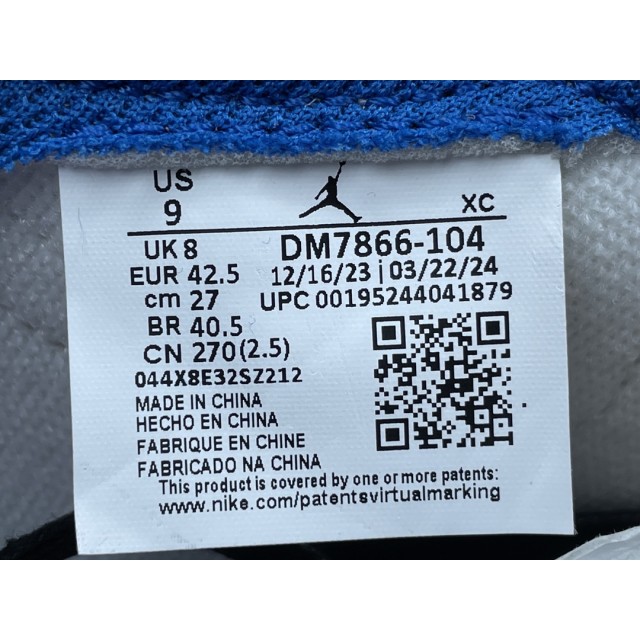 US
9
XC
UK 8
DM7866-104
EUR 42.5
12/16/23 | 03/22/24
cm 27
UPC 00195244041879
BR 40.5
CN 270(2.5)
044X8E32SZ212
MADE IN CHINA
HECHO EN CHINA
FABRIQUE EN CHINE
FABRICADO NA CHINA
This product is covered by one or more patents. See:
www.nike.com/patentsvirtualmarking